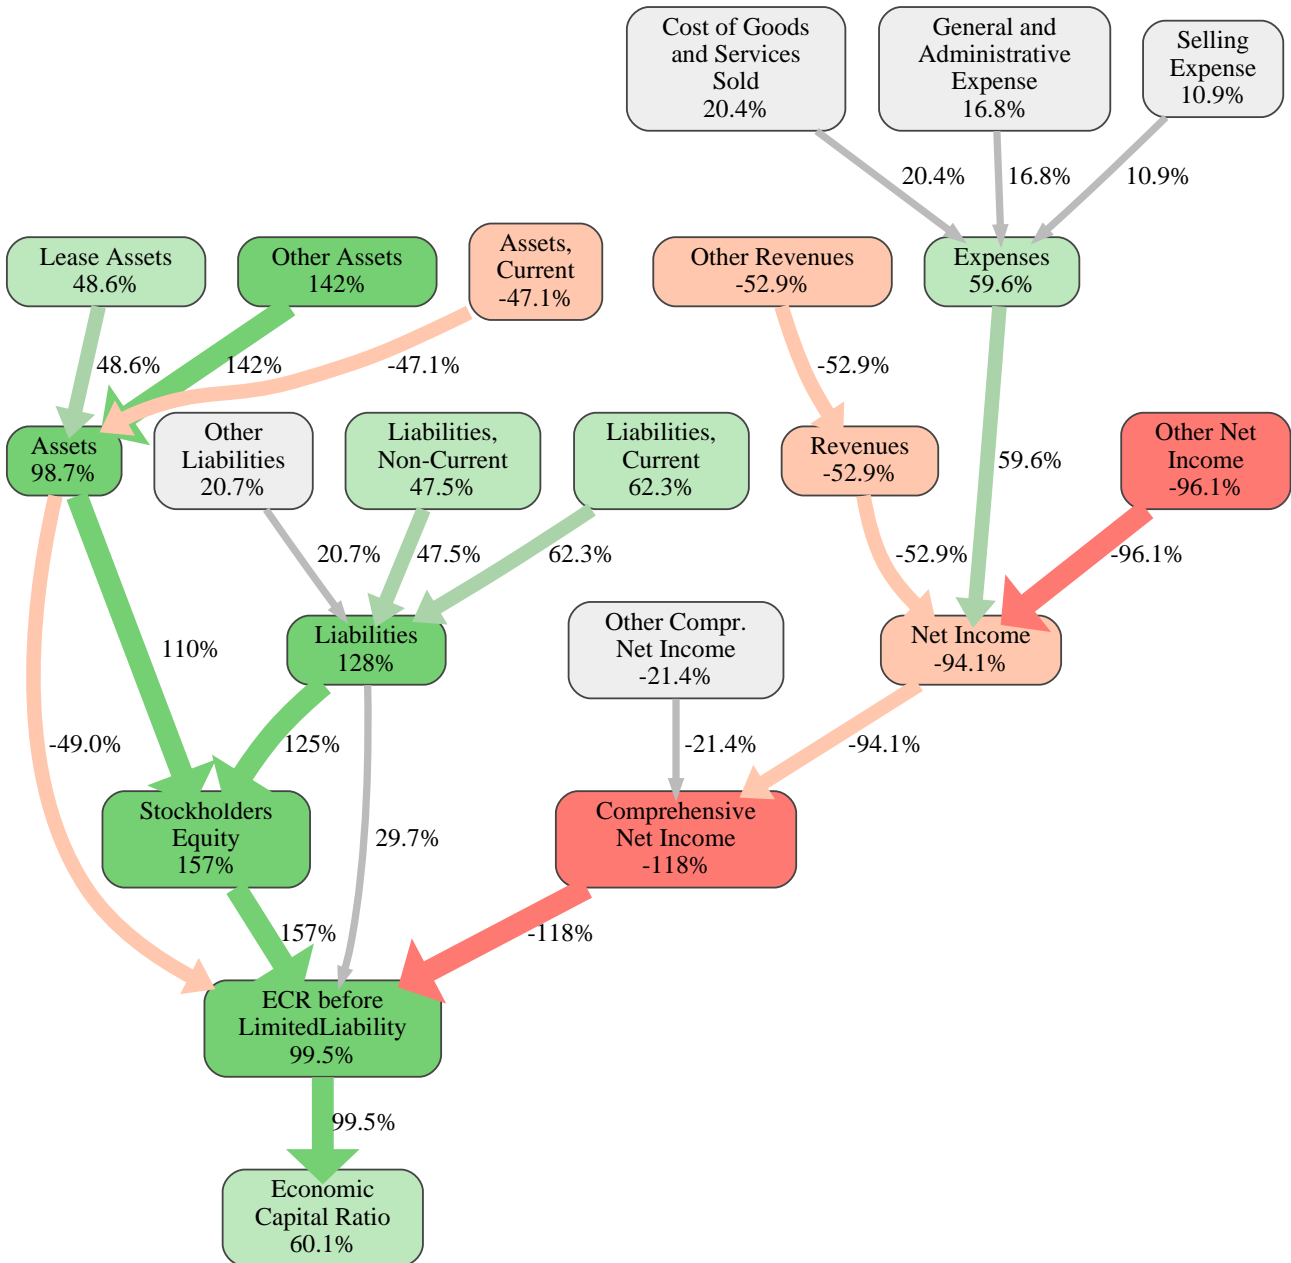 Cost of Goods
and Services
Sold
20.4%
General and
Administrative
Expense
16.8%
Selling
Expense
10.9%
20.4%
16.8%
10.9%
Lease Assets
48.6%
Other Assets
142%
Assets,
Current
-47.1%
Other Revenues
-52.9%
Expenses
59.6%
48.6%
142%
-47.1%
-52.9%
Assets
98.7%
Other
Liabilities
20.7%
Liabilities,
Non-Current
47.5%
Liabilities,
Current
62.3%
Revenues
-52.9%
59.6%
Other Net
Income
-96.1%
20.7%
47.5%
62.3%
-52.9%
-96.1%
110%
Liabilities
128%
Other Compr.
Net Income
-21.4%
Net Income
-94.1%
-49.0%
125%
-21.4%
-94.1%
Stockholders
Equity
157%
29.7%
Comprehensive
Net Income
-118%
157%
-118%
ECR before
LimitedLiability
99.5%
99.5%
Economic
Capital Ratio
60.1%